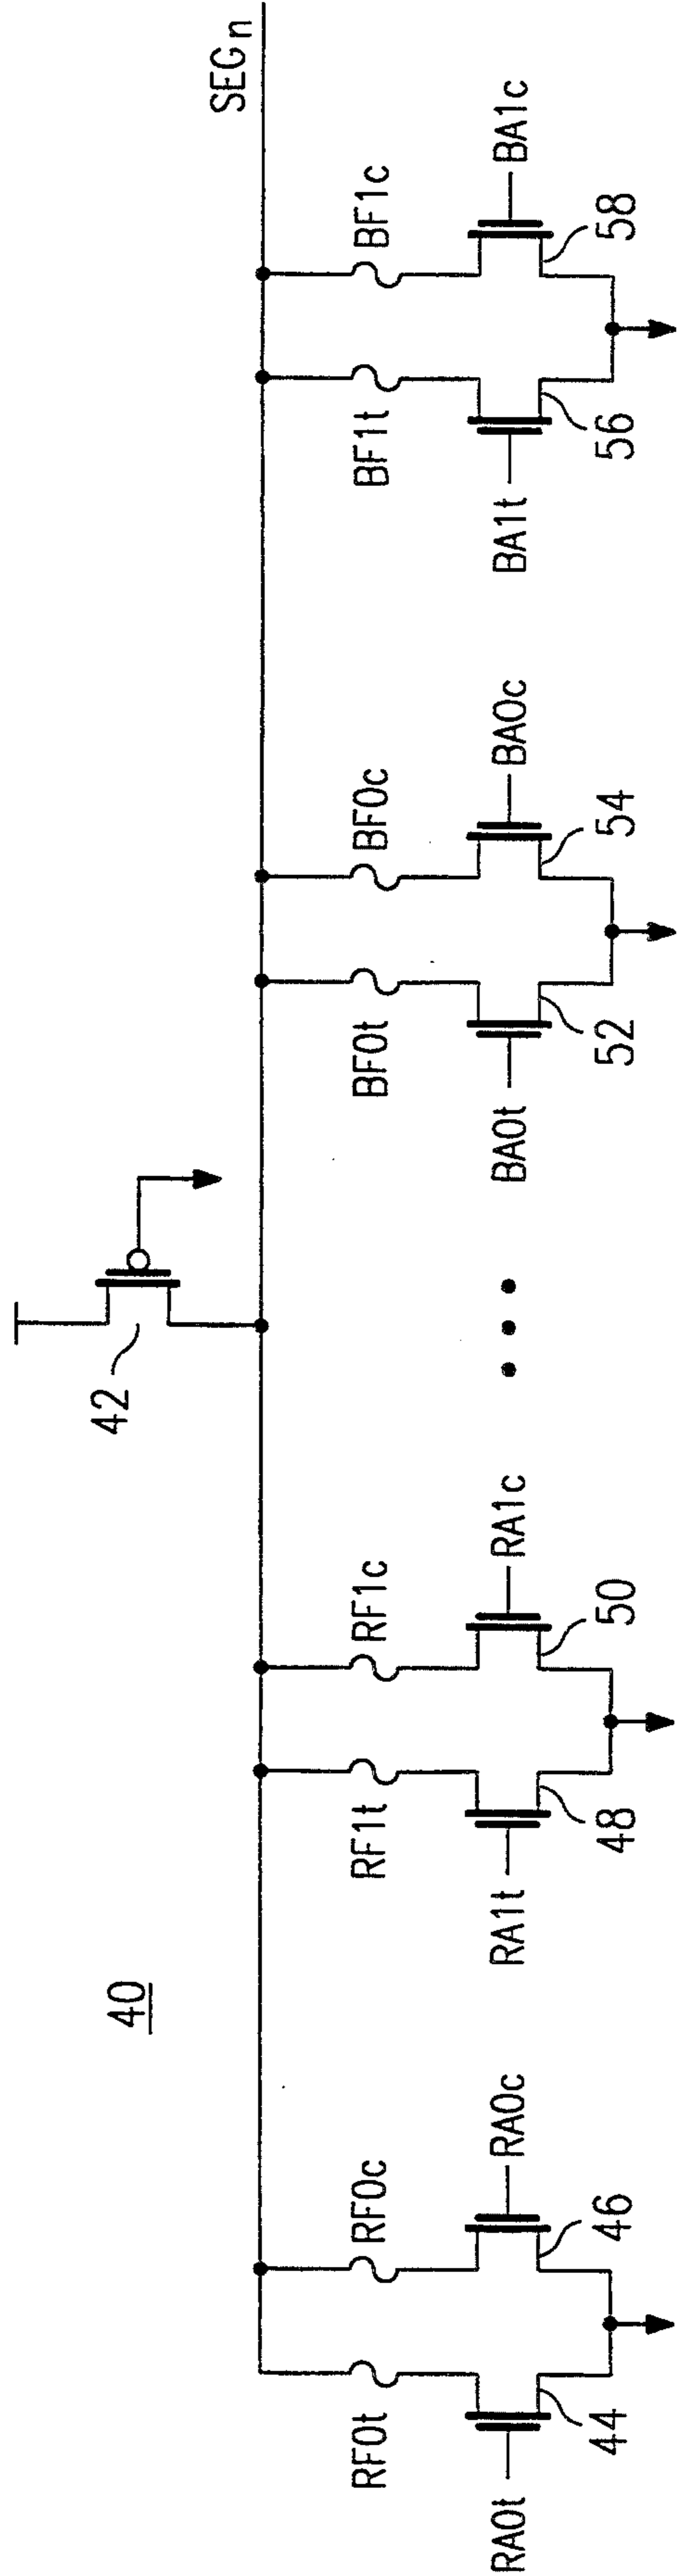 40
42
SEGn
RF0t
RF0c
RF1t
RF1c
BF0t
BF0c
BF1t
BF1c
RA0t
RA0c
RA1t
RA1c
BA0t
BA0c
BA1t
BA1c
44
46
48
50
52
54
56
58